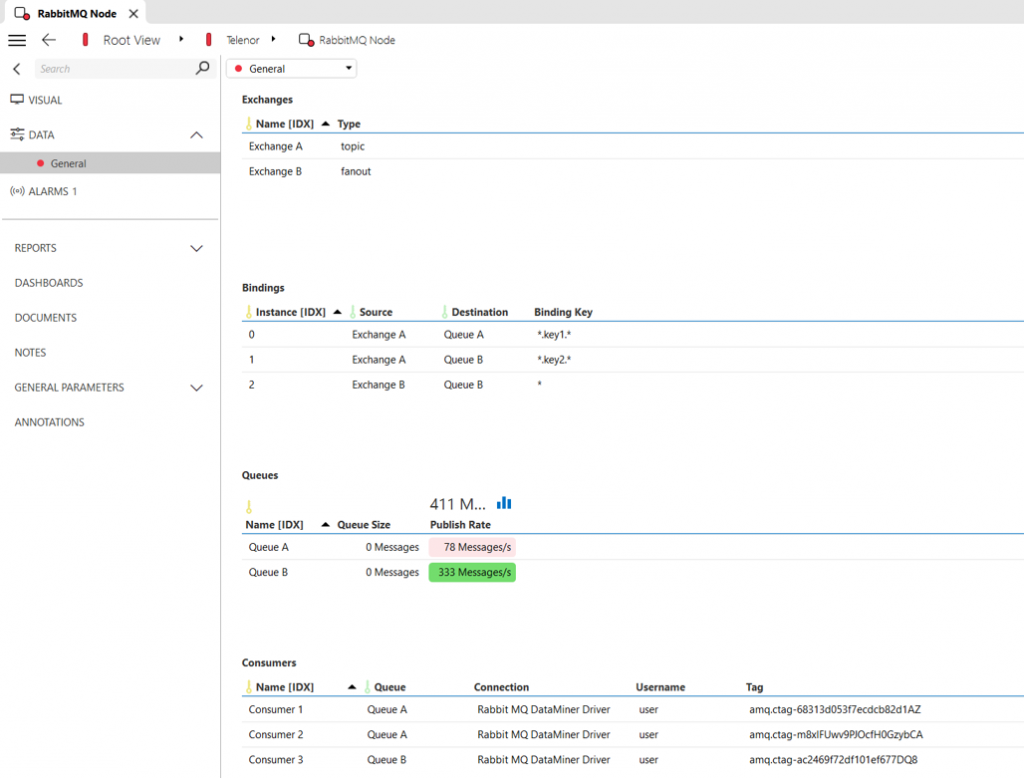 RabbitMQ Node
Root View Telenor RabbitMQ Node
Search
General
VISUAL
DATA
General
ALARMS 1
REPORTS
DASHBOARDS
DOCUMENTS
NOTES
GENERAL PARAMETERS
ANNOTATIONS
Exchanges
Name [IDX] Type
Exchange A topic
Exchange B fanout
Bindings
Instance [IDX] Source Destination Binding Key
0 Exchange A Queue A *.key1.*
1 Exchange A Queue B *.key2.*
2 Exchange B Queue B *
Queues
411 M...
Name [IDX] Queue Size Publish Rate
Queue A 0 Messages 78 Messages/s
Queue B 0 Messages 333 Messages/s
Consumers
Name [IDX] Queue Connection Username Tag
Consumer 1 Queue A Rabbit MQ DataMiner Driver user amq.ctag-68313d053f7ecdcb82d1AZ
Consumer 2 Queue A Rabbit MQ DataMiner Driver user amq.ctag-m8xlFUwv9PJOcfH0GzybCA
Consumer 3 Queue B Rabbit MQ DataMiner Driver user amq.ctag-ac2469f72df101ef677DQ8